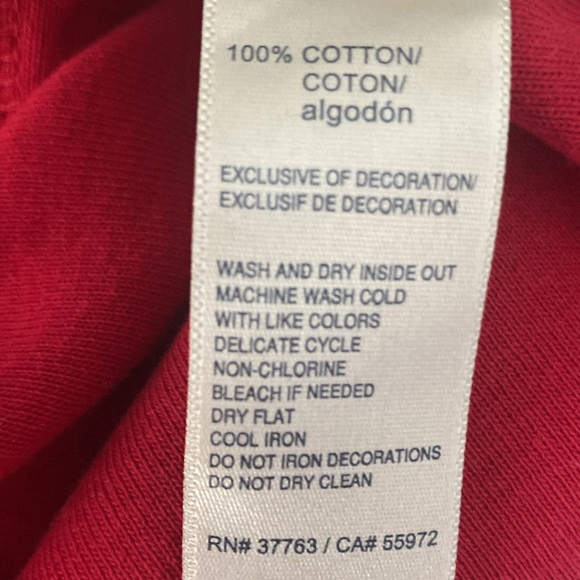 100% COTTON/
COTON/
algodón
EXCLUSIVE OF DECORATION/
EXCLUSIF DE DECORATION
WASH AND DRY INSIDE OUT
MACHINE WASH COLD
WITH LIKE COLORS
DELICATE CYCLE
NON-CHLORINE
BLEACH IF NEEDED
DRY FLAT
COOL IRON
DO NOT IRON DECORATIONS
DO NOT DRY CLEAN
RN# 37763 / CA# 55972